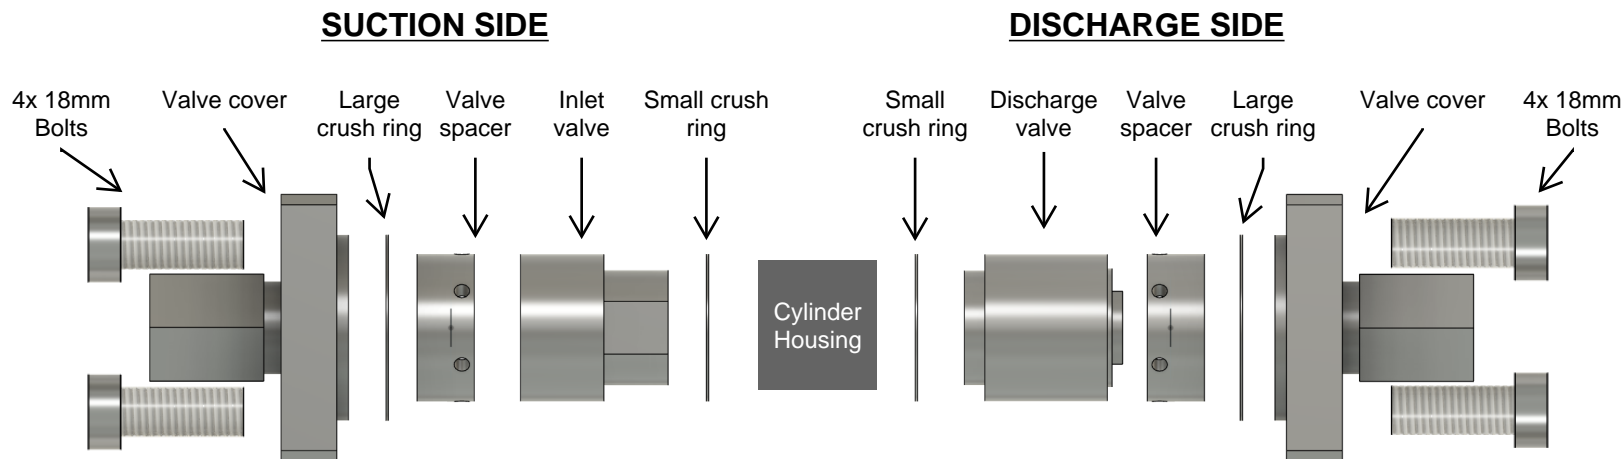 SUCTION SIDE
DISCHARGE SIDE
4x 18mm
Bolts
Valve cover
Large
crush ring
Valve
spacer
Inlet
valve
Small crush
ring
Small
crush ring
Discharge
valve
Valve
spacer
Large
crush ring
Valve cover
4x 18mm
Bolts
Cylinder
Housing